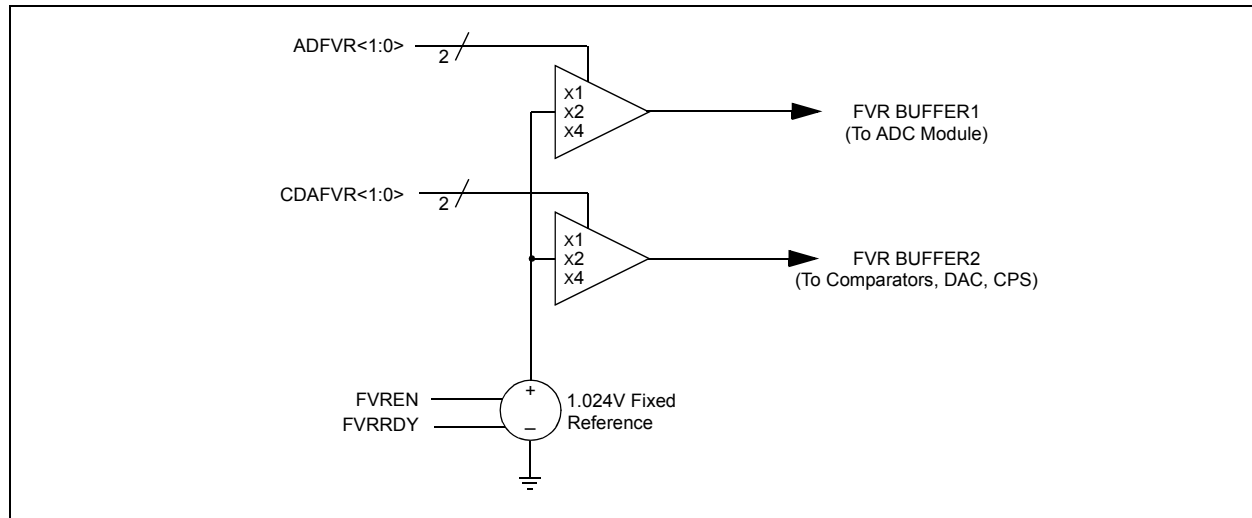 ADFVR<1:0>
2
X1
X2
X4
FVR BUFFER1
(To ADC Module)
CDAFVR<1:0>
2
X1
X2
X4
FVR BUFFER2
(To Comparators, DAC, CPS)
+
FVREN
1.024V Fixed
FVRRDY
_
Reference